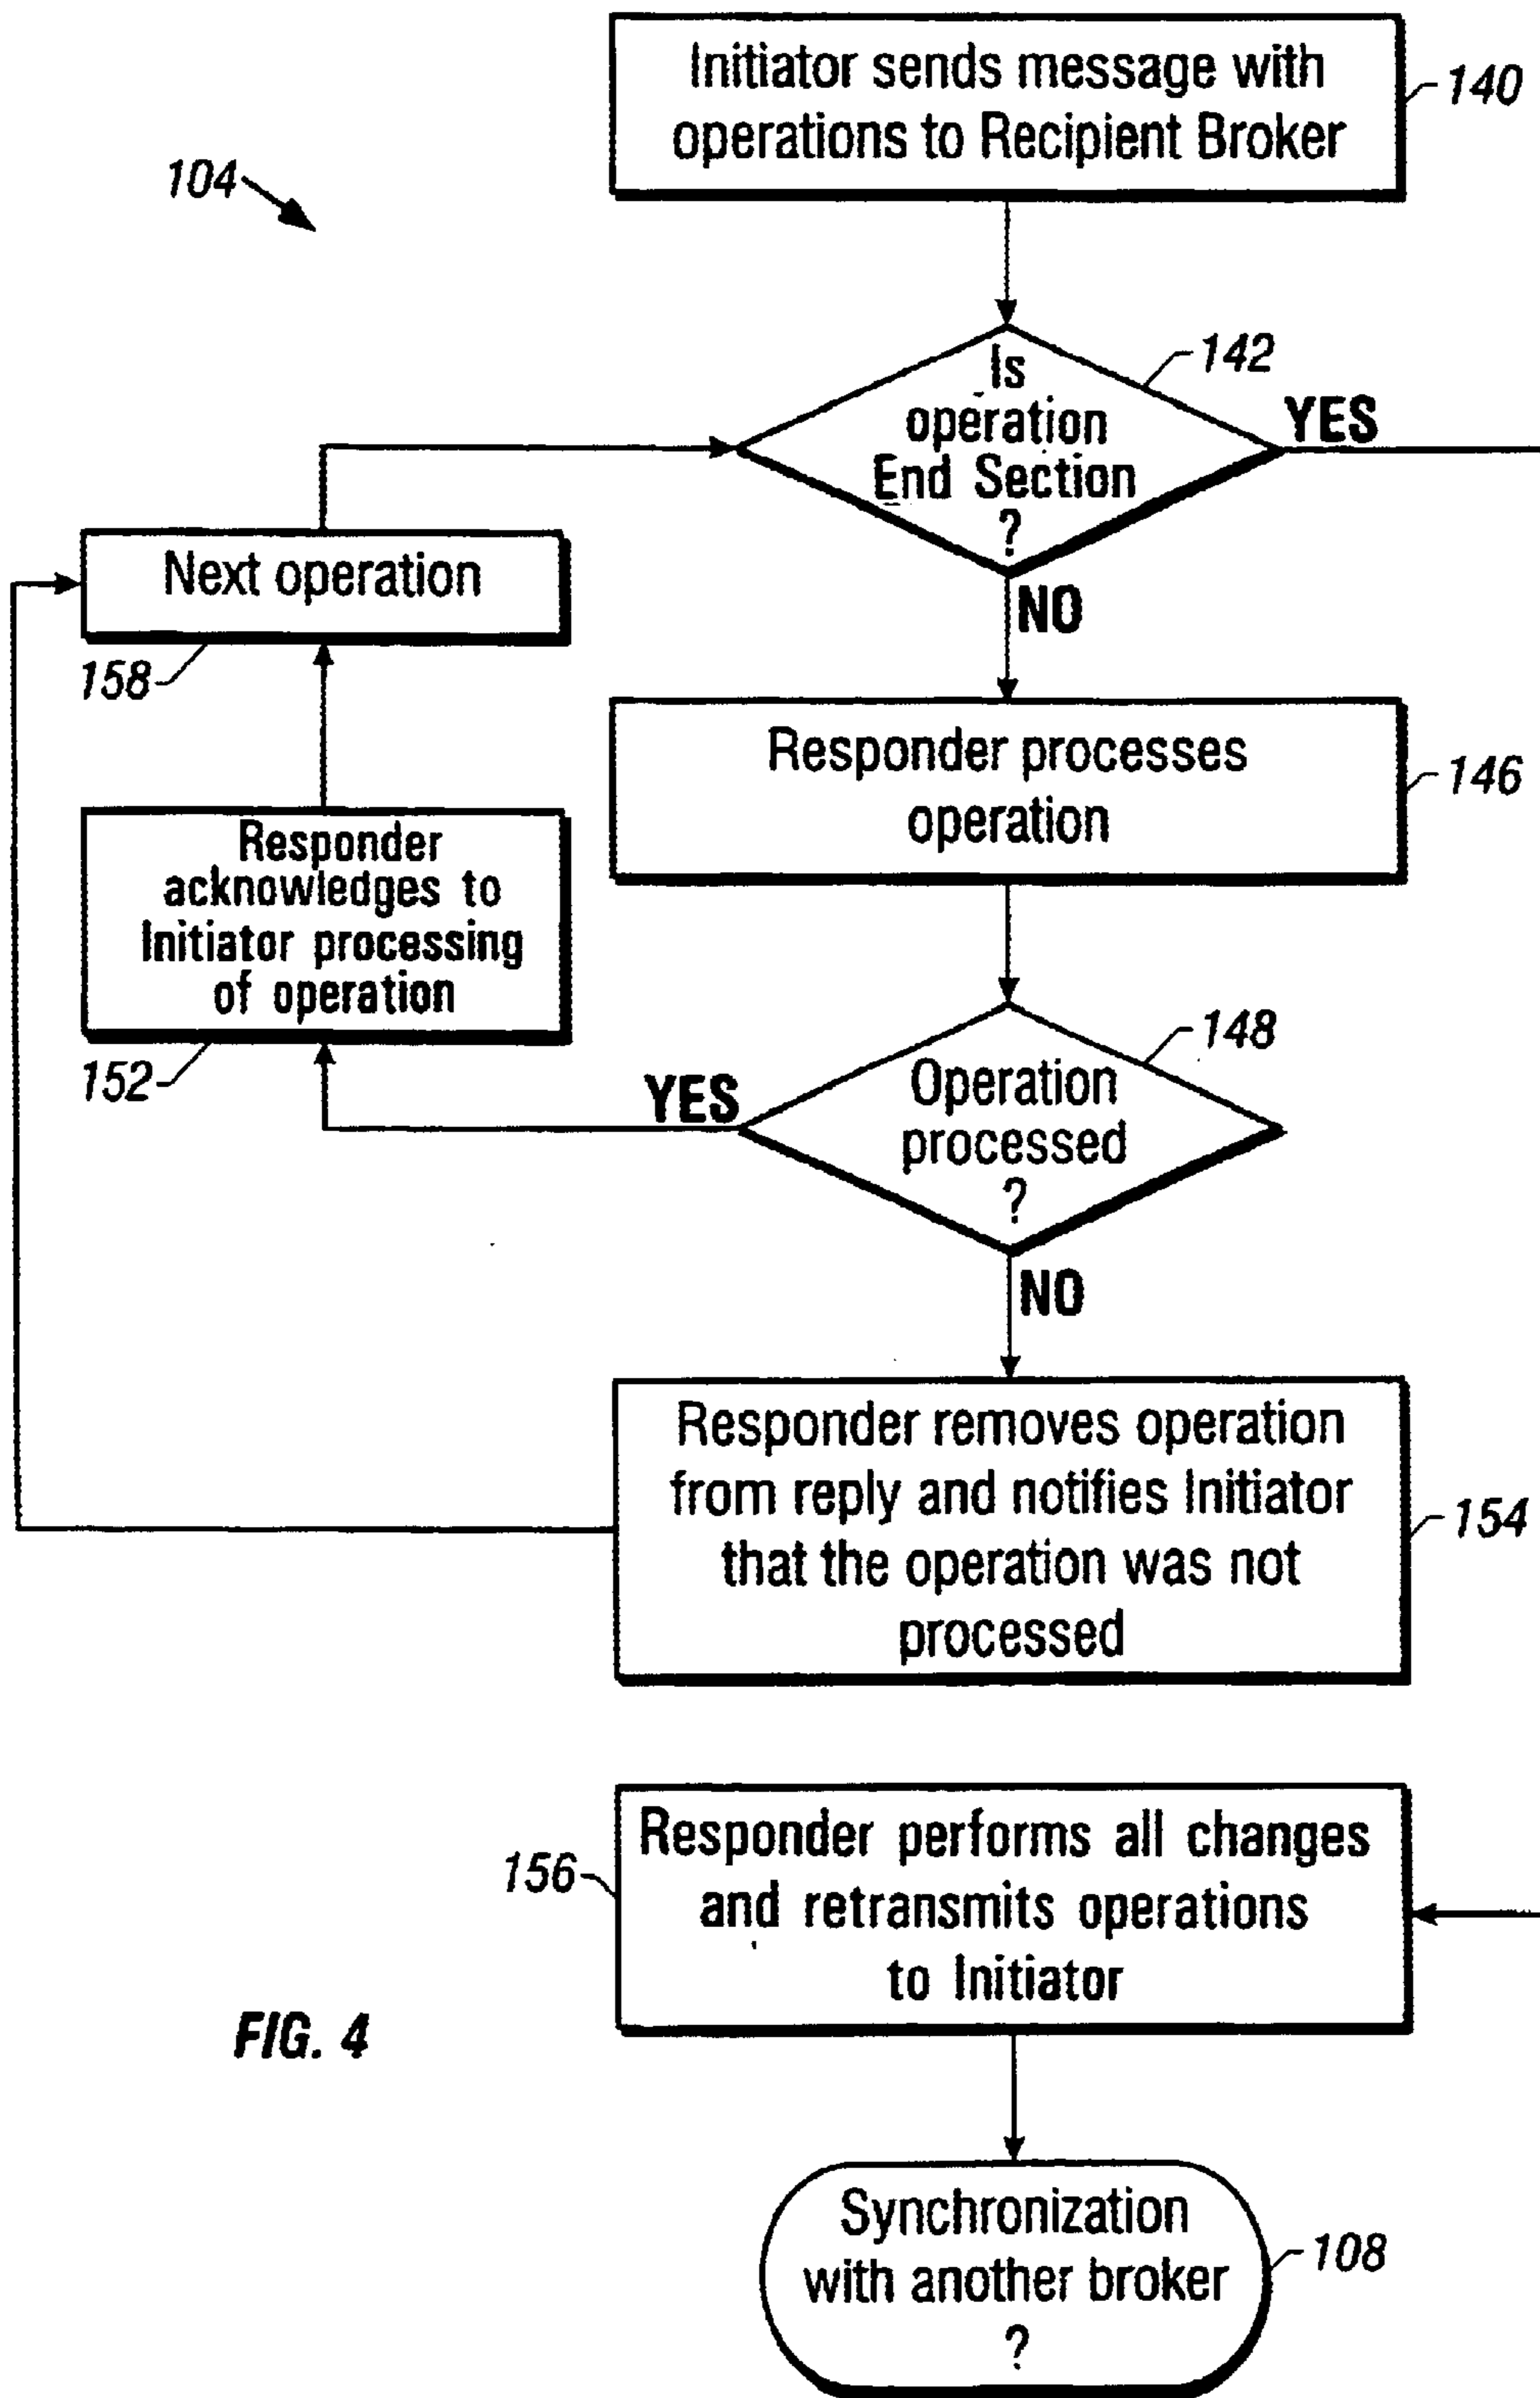 Initiator sends message with
operations to Recipient Broker
140
104
Is
operation
End Section
?
142
YES
NO
Next operation
158
Responder processes
operation
146
Responder
acknowledges to
Initiator processing
of operation
152
Operation
processed
?
148
YES
NO
Responder removes operation
from reply and notifies Initiator
that the operation was not
processed
154
Responder performs all changes
and retransmits operations
to Initiator
156
FIG. 4
Synchronization
with another broker
?
108